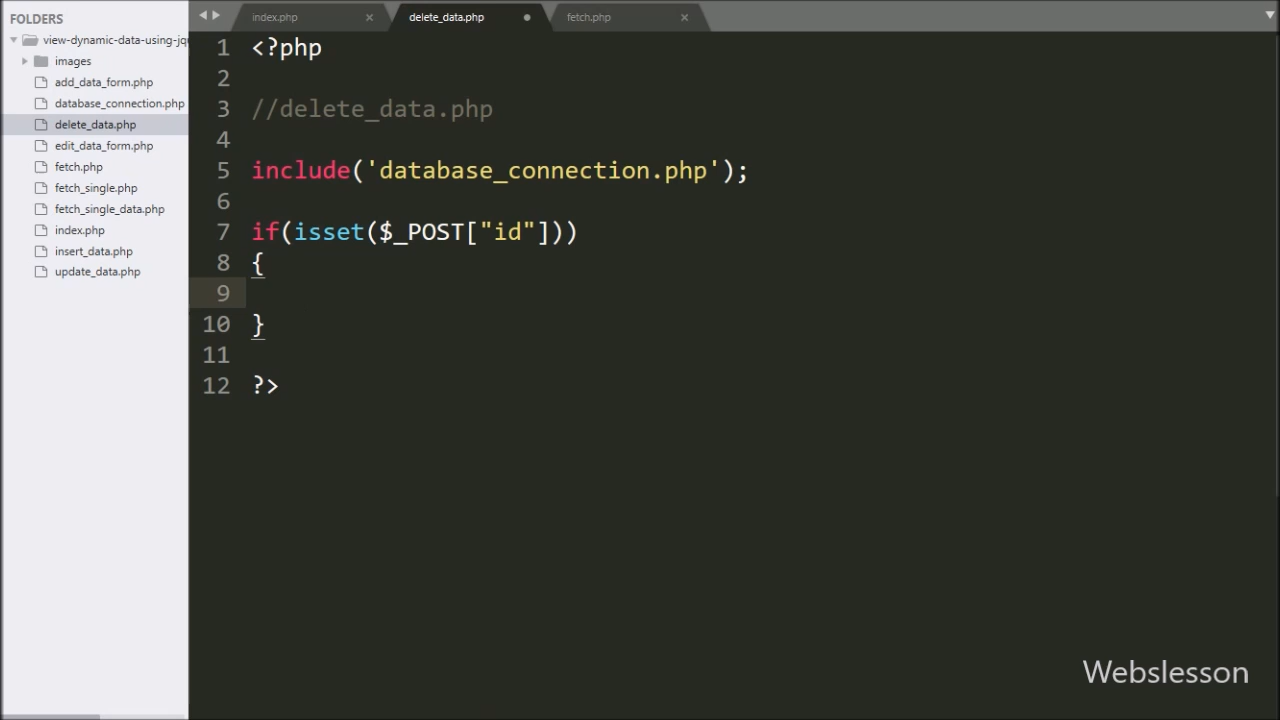 FOLDERS
view-dynamic-data-using-jqu
images
add_data_form.php
database_connection.php
delete_data.php
edit_data_form.php
fetch.php
fetch_single.php
fetch_single_data.php
index.php
insert_data.php
update_data.php
index.php × delete_data.php fetch.php ×
1 <?php
2
3 //delete_data.php
4
5 include('database_connection.php');
6
7 if(isset($_POST["id"]))
8 {
9
10 }
11
12 ?>
Webslesson